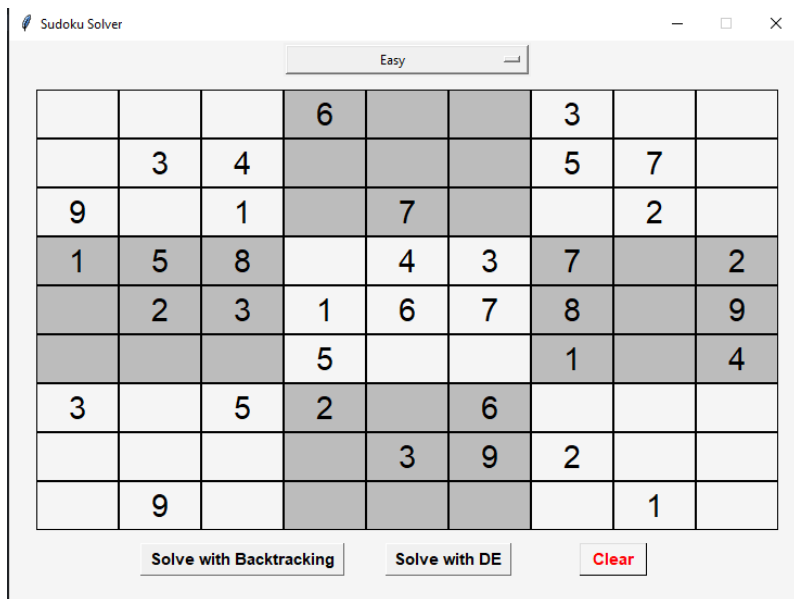 Sudoku Solver
Easy
6 3
3 4 5 7
9 1 7 2
1 5 8 4 3 7 2
2 3 1 6 7 8 9
5 1 4
3 5 2 6
3 9 2
9 1
Solve with Backtracking Solve with DE Clear